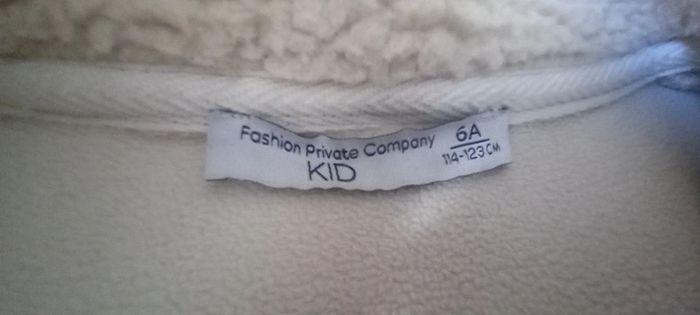 Fashion Private Company
KID
6A
114-123 CM